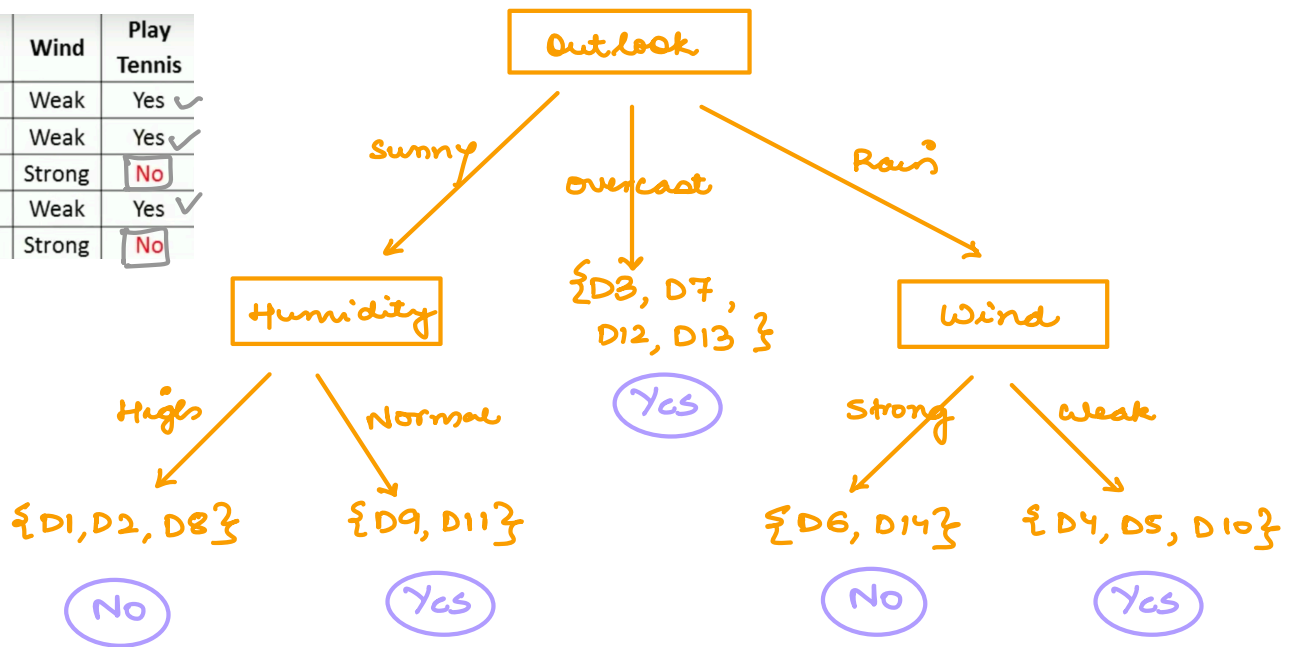 Wind Play Tennis
Weak Yes
Weak Yes
Strong No
Weak Yes
Strong No
Outlook
Sunny
Overcast
Rain
Humidity
{D3, D7,
D12, D13}
Yes
Wind
High
Normal
Strong
Weak
{D1, D2, D8}
{D9, D11}
{D6, D14}
{D4, D5, D10}
No
Yes
No
Yes